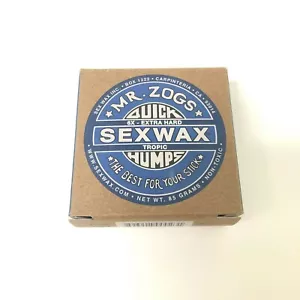 SEX WAX INC. • BOX 1325 • CARPINTERIA, CA • 93014
MR. ZOGS
QUICK
6X - EXTRA HARD
SEXWAX
TROPIC
HUMPS
THE BEST FOR YOUR STICK
WWW.SEXWAX.COM • NET WT. 85 GRAMS • NON-TOXIC